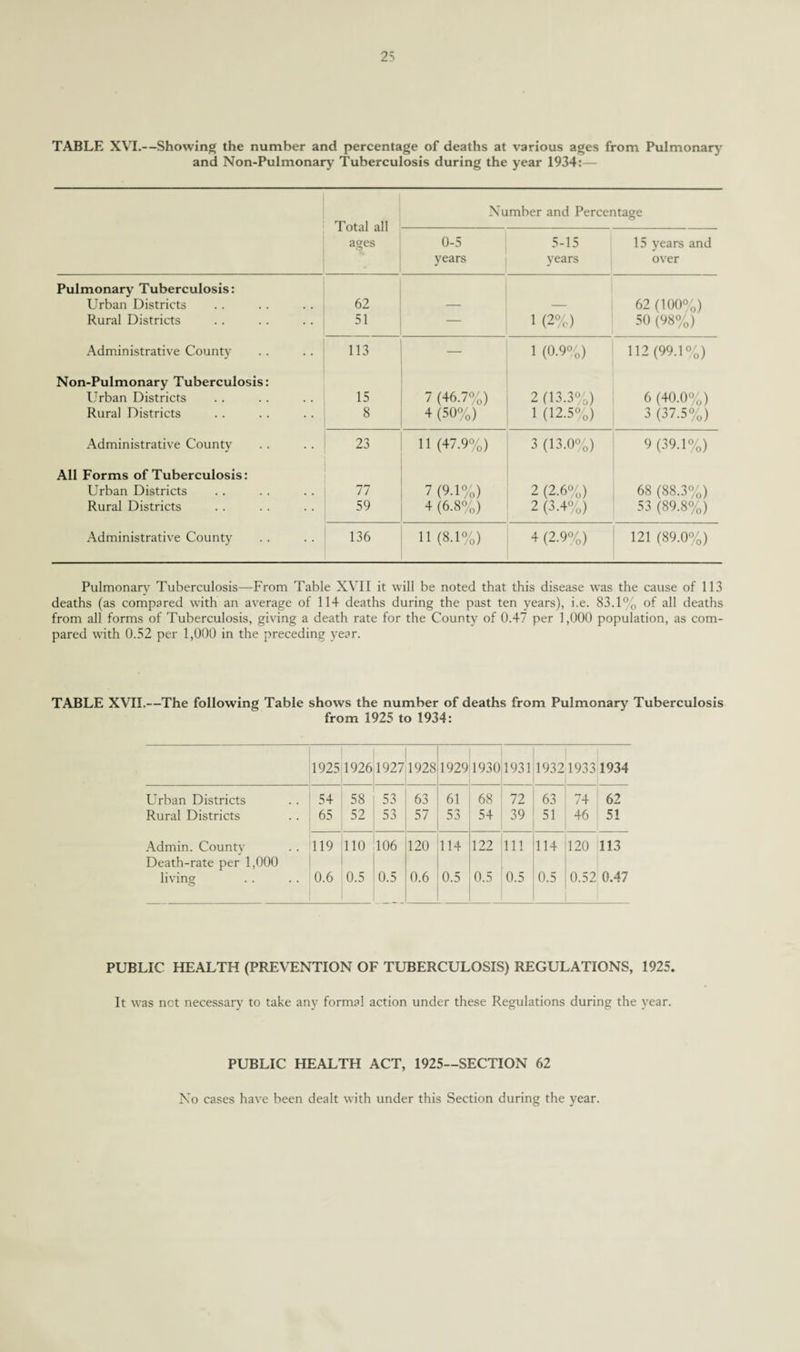 25
TABLE XVI.--Showing the number and percentage of deaths at various ages from Pulmonary
and Non-Pulmonary Tuberculosis during the year 1934:—
Total all ages | Number and Percentage
0-5 years | 5-15 years | 15 years and over
Pulmonary Tuberculosis:
Urban Districts .. .. .. 62 — — 62 (100%)
Rural Districts .. .. .. 51 — 1 (2%) 50 (98%)
Administrative County .. .. 113 — 1 (0.9%) 112 (99.1%)
Non-Pulmonary Tuberculosis:
Urban Districts .. .. .. 15 7 (46.7%) 2 (13.3%) 6 (40.0%)
Rural Districts .. .. .. 8 4 (50%) 1 (12.5%) 3 (37.5%)
Administrative County .. .. 23 11 (47.9%) 3 (13.0%) 9 (39.1%)
All Forms of Tuberculosis:
Urban Districts .. .. .. 77 7 (9.1%) 2 (2.6%) 68 (88.3%)
Rural Districts .. .. .. 59 4 (6.8%) 2 (3.4%) 53 (89.8%)
Administrative County .. .. 136 11 (8.1%) 4 (2.9%) 121 (89.0%)
Pulmonary Tuberculosis—From Table XVII it will be noted that this disease was the cause of 113
deaths (as compared with an average of 114 deaths during the past ten years), i.e. 83.1% of all deaths
from all forms of Tuberculosis, giving a death rate for the County of 0.47 per 1,000 population, as com-
pared with 0.52 per 1,000 in the preceding year.
TABLE XVII.--The following Table shows the number of deaths from Pulmonary Tuberculosis
from 1925 to 1934:
1925 1926 1927 1928 1929 1930 1931 1932 1933 1934
Urban Districts .. 54 58 53 63 61 68 72 63 74 62
Rural Districts .. 65 52 53 57 53 54 39 51 46 51
Admin. County .. 119 110 106 120 114 122 111 114 120 113
Death-rate per 1,000
living .. .. 0.6 0.5 0.5 0.6 0.5 0.5 0.5 0.5 0.52 0.47
PUBLIC HEALTH (PREVENTION OF TUBERCULOSIS) REGULATIONS, 1925.
It was not necessary to take any formal action under these Regulations during the year.
PUBLIC HEALTH ACT, 1925—SECTION 62
No cases have been dealt with under this Section during the year.